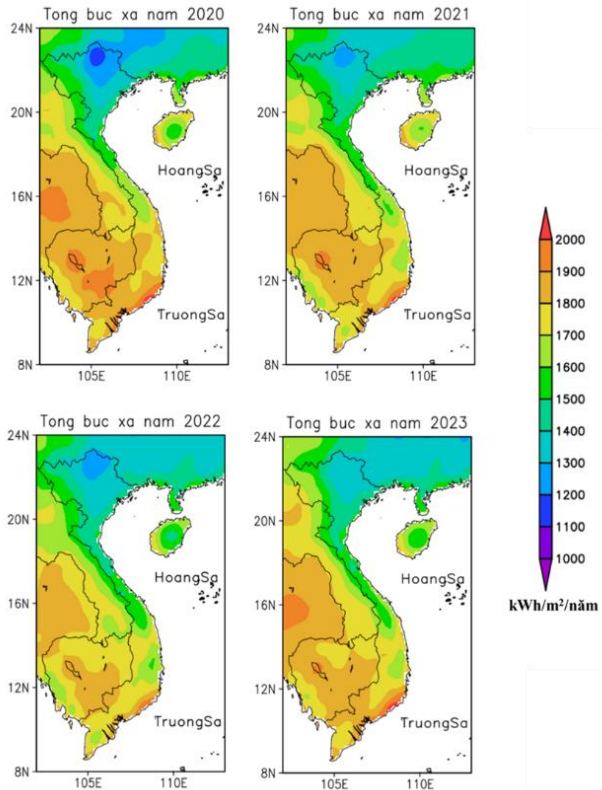 Tong buc xa nam 2020
24N
20N
16N
12N
8N
105E
110E
HoangSa
TruongSa
Tong buc xa nam 2021
24N
20N
16N
12N
8N
105E
110E
HoangSa
TruongSa
2000
1900
1800
1700
1600
1500
1400
1300
1200
1100
1000
kWh/m²/năm
Tong buc xa nam 2022
24N
20N
16N
12N
8N
105E
110E
HoangSa
TruongSa
Tong buc xa nam 2023
24N
20N
16N
12N
8N
105E
110E
HoangSa
TruongSa